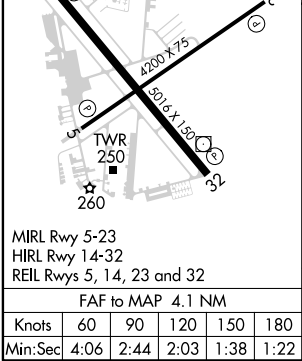 4200 X 75
5016 X 150
P
P
P
5
TWR
250
260
32
MIRL Rwy 5-23
HIRL Rwy 14-32
REIL Rwys 5, 14, 23 and 32
FAF to MAP 4.1 NM
Knots 60 90 120 150 180
Min:Sec 4:06 2:44 2:03 1:38 1:22